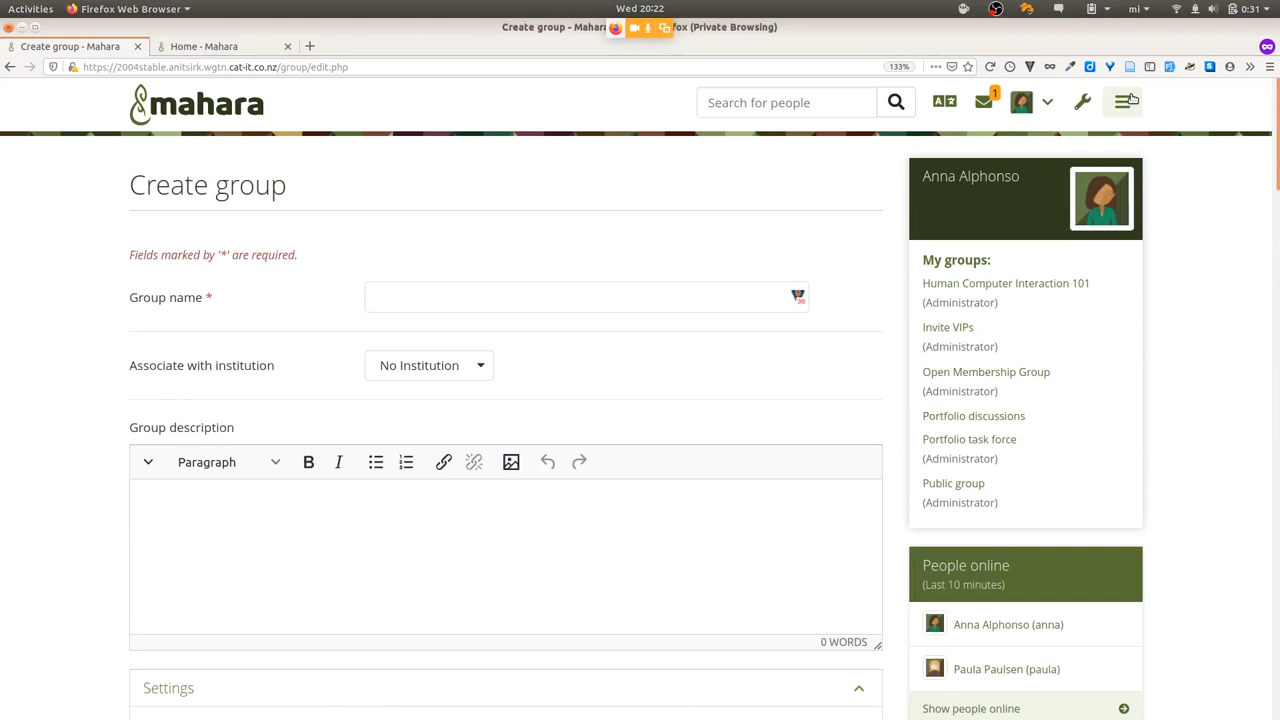 Activities Firefox Web Browser Wed 20:22 mi 0:31
Create group - Mahara fox (Private Browsing)
Create group - Mahara Home - Mahara
https://2004stable.anitsirk.wgtn.cat-it.co.nz/group/edit.php 133%
mahara Search for people 1
Create group
Fields marked by '*' are required.
Group name *
36
Associate with institution No Institution
Group description
Paragraph B I
0 WORDS
Settings
Anna Alphonso
My groups:
Human Computer Interaction 101
(Administrator)
Invite VIPs
(Administrator)
Open Membership Group
(Administrator)
Portfolio discussions
Portfolio task force
(Administrator)
Public group
(Administrator)
People online
(Last 10 minutes)
Anna Alphonso (anna)
Paula Paulsen (paula)
Show people online